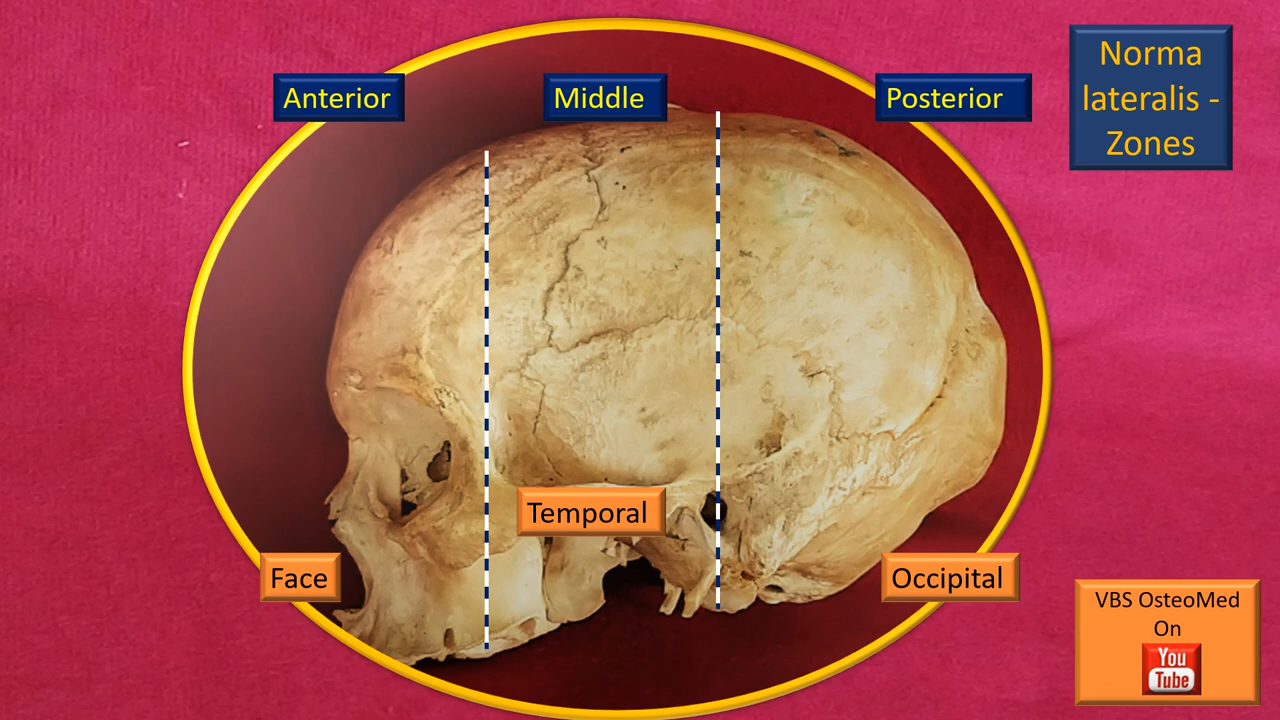 Anterior
Middle
Posterior
Norma
lateralis -
Zones
Temporal
Face
Occipital
VBS OsteoMed
On
You
Tube